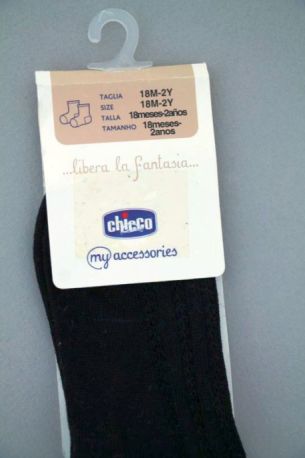 TAGLIA 18M-2Y
SIZE 18M-2Y
TALLA 18meses-2años
TAMANHO 18meses-
2anos
...libera la fantasia...
chicco
my accessories